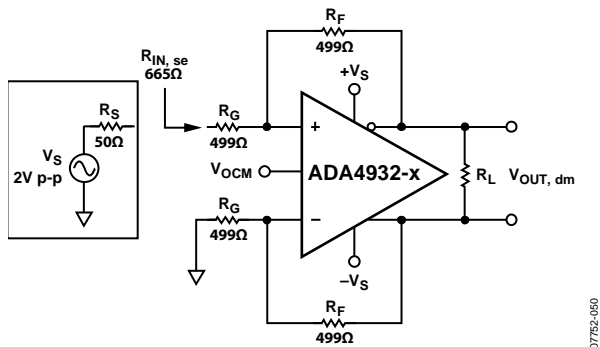 R_F
499Ω
R_IN, se
665Ω
+V_S
R_S
50Ω
R_G
499Ω
+
V_S
2V p-p
V_OCM
ADA4932-x
R_L
V_OUT, dm
R_G
499Ω
−
−V_S
R_F
499Ω
07752-050